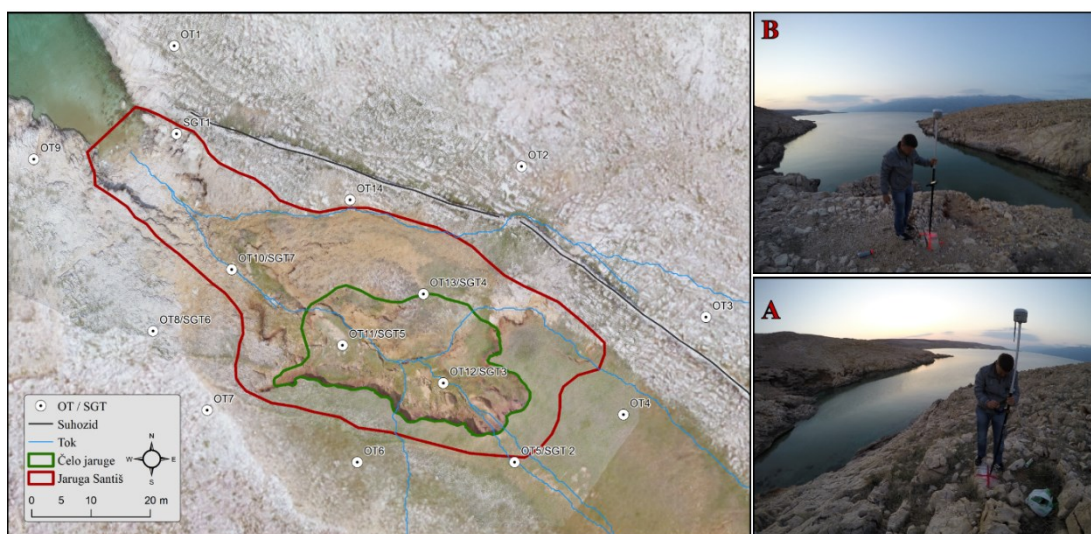 OT1
SGT1
OT9
OT2
OT14
OT10/SGT7
OT13/SGT4
OT3
OT8/SGT6
OT11/SGT5
OT12/SGT3
OT7
OT4
OT6
OT5/SGT 2
OT / SGT
Suhozid
Tok
Čelo jaruge
Jaruga Santiš
N
W E
S
0 5 10 20 m
B
A